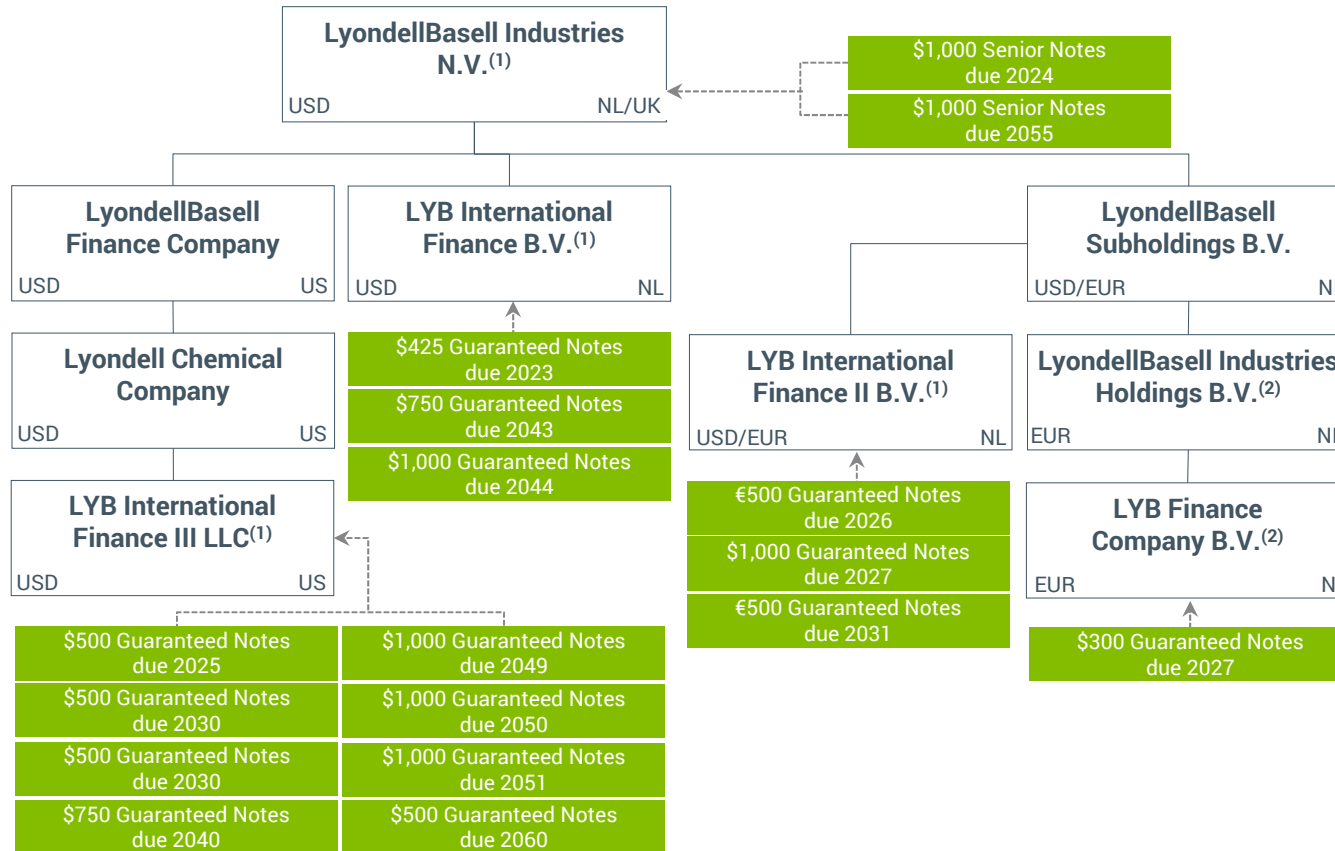 LyondellBasell Industries
N.V.(1)
USD NL/UK
$1,000 Senior Notes
due 2024
$1,000 Senior Notes
due 2055
LyondellBasell
Finance Company
USD US
LYB International
Finance B.V.(1)
USD NL
LyondellBasell
Subholdings B.V.
USD/EUR
$425 Guaranteed Notes
due 2023
$750 Guaranteed Notes
due 2043
$1,000 Guaranteed Notes
due 2044
Lyondell Chemical
Company
USD US
LYB International
Finance II B.V.(1)
USD/EUR NL
LyondellBasell Industries
Holdings B.V.(2)
EUR
LYB International
Finance III LLC(1)
USD US
€500 Guaranteed Notes
due 2026
$1,000 Guaranteed Notes
due 2027
€500 Guaranteed Notes
due 2031
LYB Finance
Company B.V.(2)
EUR
$300 Guaranteed Notes
due 2027
$500 Guaranteed Notes
due 2025
$500 Guaranteed Notes
due 2030
$500 Guaranteed Notes
due 2030
$750 Guaranteed Notes
due 2040
$1,000 Guaranteed Notes
due 2049
$1,000 Guaranteed Notes
due 2050
$1,000 Guaranteed Notes
due 2051
$500 Guaranteed Notes
due 2060